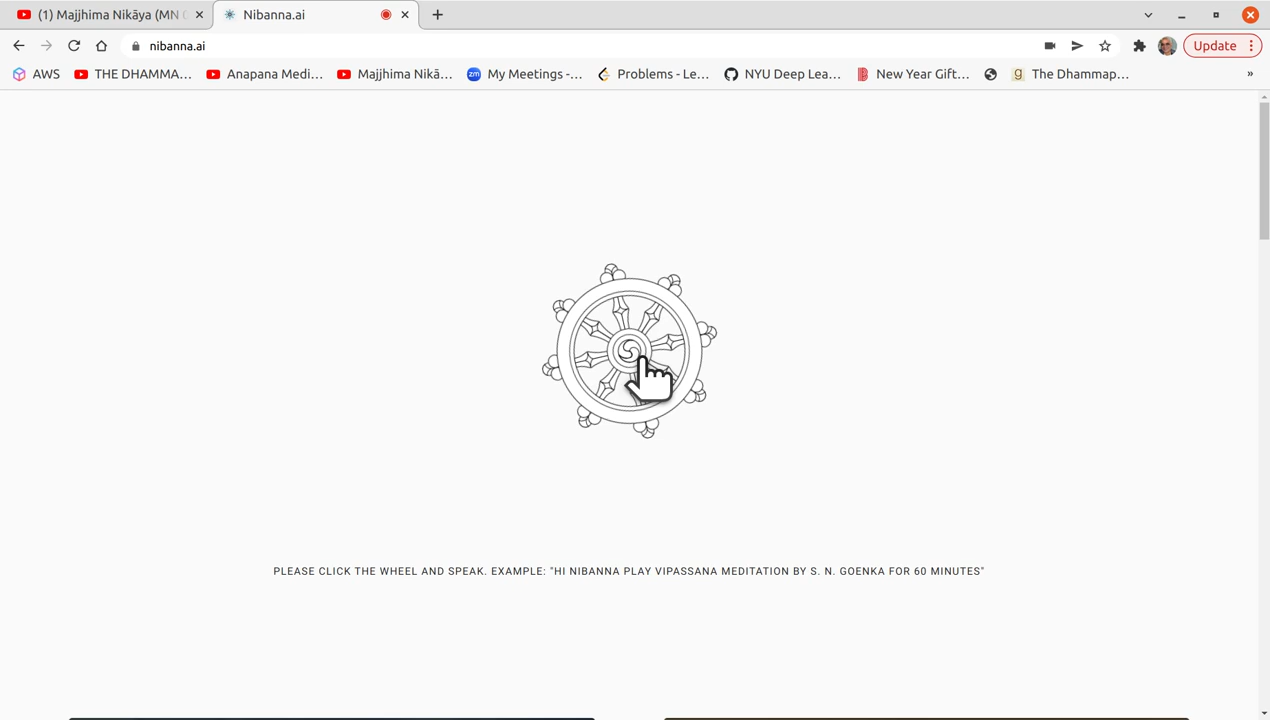 (1) Majjhima Nikāya (MN
Nibanna.ai
nibanna.ai
Update
AWS
THE DHAMMA...
Anapana Medi...
Majjhima Nikā...
zm
My Meetings -...
Problems - Le...
NYU Deep Lea...
New Year Gift...
g
The Dhammap...
»
PLEASE CLICK THE WHEEL AND SPEAK. EXAMPLE: "HI NIBANNA PLAY VIPASSANA MEDITATION BY S. N. GOENKA FOR 60 MINUTES"